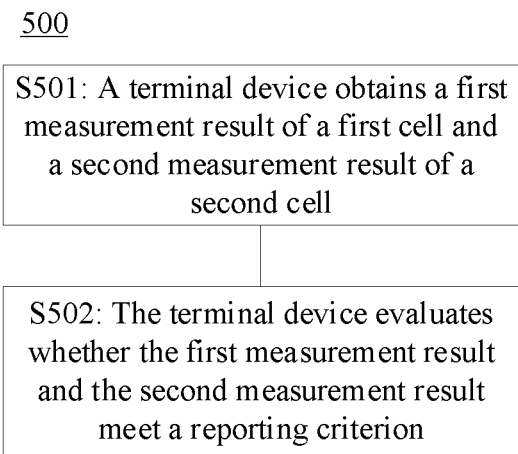 500
S501: A terminal device obtains a first
measurement result of a first cell and
a second measurement result of a
second cell
S502: The terminal device evaluates
whether the first measurement result
and the second measurement result
meet a reporting criterion